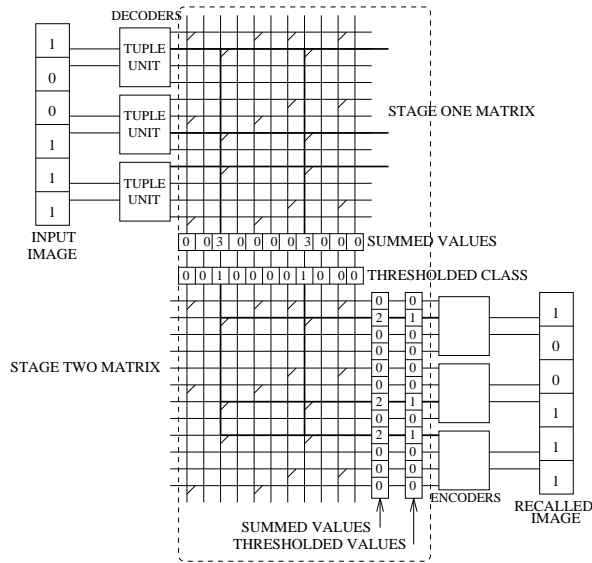 DECODERS
1
0
0
1
1
1
INPUT
IMAGE
TUPLE
UNIT
TUPLE
UNIT
TUPLE
UNIT
STAGE ONE MATRIX
0 0 3 0 0 0 0 3 0 0 0
SUMMED VALUES
0 0 1 0 0 0 0 1 0 0 0
THRESHOLDED CLASS
STAGE TWO MATRIX
0 0
2 1
0 0
0 0
0 0
0 0
2 1
0 0
2 1
0 0
0 0
0 0
ENCODERS
1
0
0
1
1
1
RECALLED
IMAGE
SUMMED VALUES
THRESHOLDED VALUES